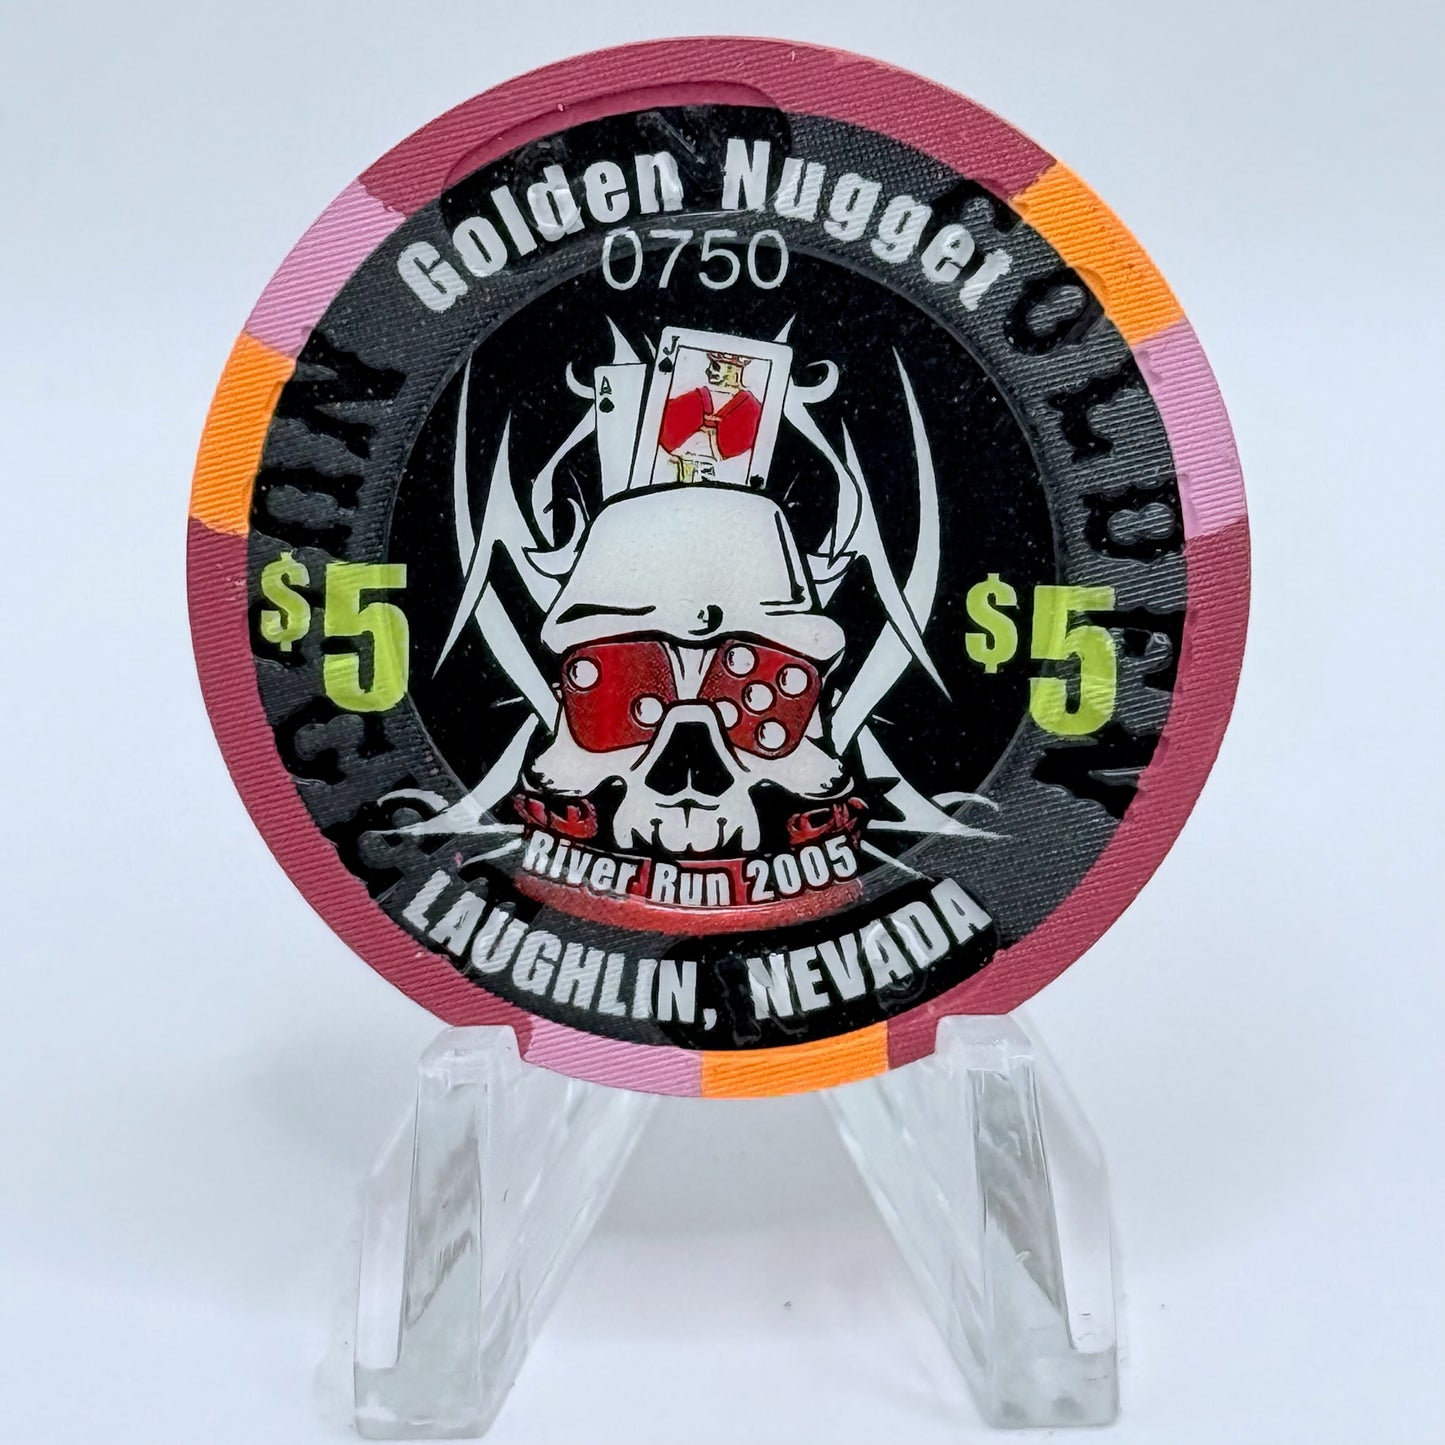 Golden Nugget
0750
J
A
$5
$5
River Run 2005
LAUGHLIN, NEVADA